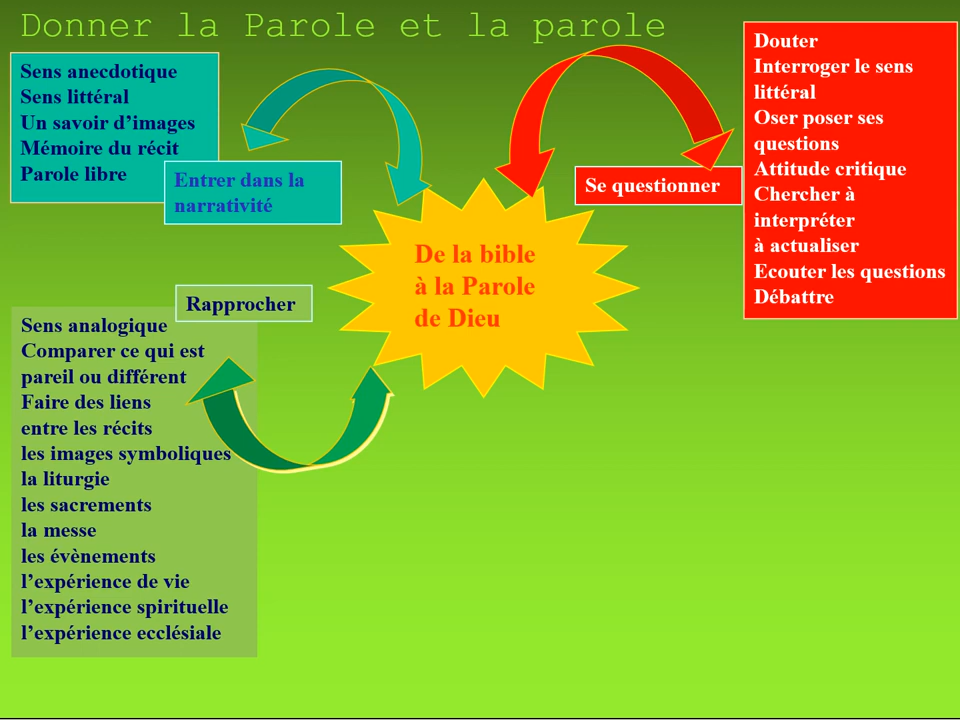 Donner la Parole et la parole
Sens anecdotique
Sens littéral
Un savoir d’images
Mémoire du récit
Parole libre
Entrer dans la
narrativité
De la bible
à la Parole
de Dieu
Se questionner
Douter
Interroger le sens
littéral
Oser poser ses
questions
Attitude critique
Chercher à
interpréter
à actualiser
Ecouter les questions
Débattre
Rapprocher
Sens analogique
Comparer ce qui est
pareil ou différent
Faire des liens
entre les récits
les images symboliques
la liturgie
les sacrements
la messe
les évènements
l’expérience de vie
l’expérience spirituelle
l’expérience ecclésiale